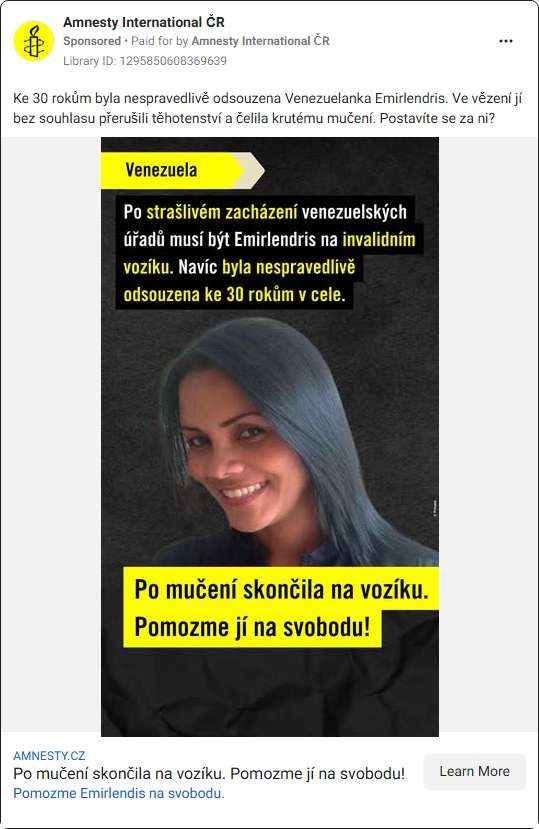 Amnesty International ČR
Sponsored • Paid for by Amnesty International ČR
Library ID: 1295850608369639
Ke 30 rokům byla nespravedlivě odsouzena Venezuelanka Emirlendris. Ve vězení jí
bez souhlasu přerušili těhotenství a čelila krutému mučení. Postavíte se za ni?
Venezuela
Po strašlivém zacházení venezuelských
úřadů musí být Emirlendris na invalidním
vozíku. Navíc byla nespravedlivě
odsouzena ke 30 rokům v cele.
Po mučení skončila na vozíku.
Pomozme jí na svobodu!
AMNESTY.CZ
Po mučení skončila na vozíku. Pomozme jí na svobodu!
Pomozme Emirlendis na svobodu.
Learn More